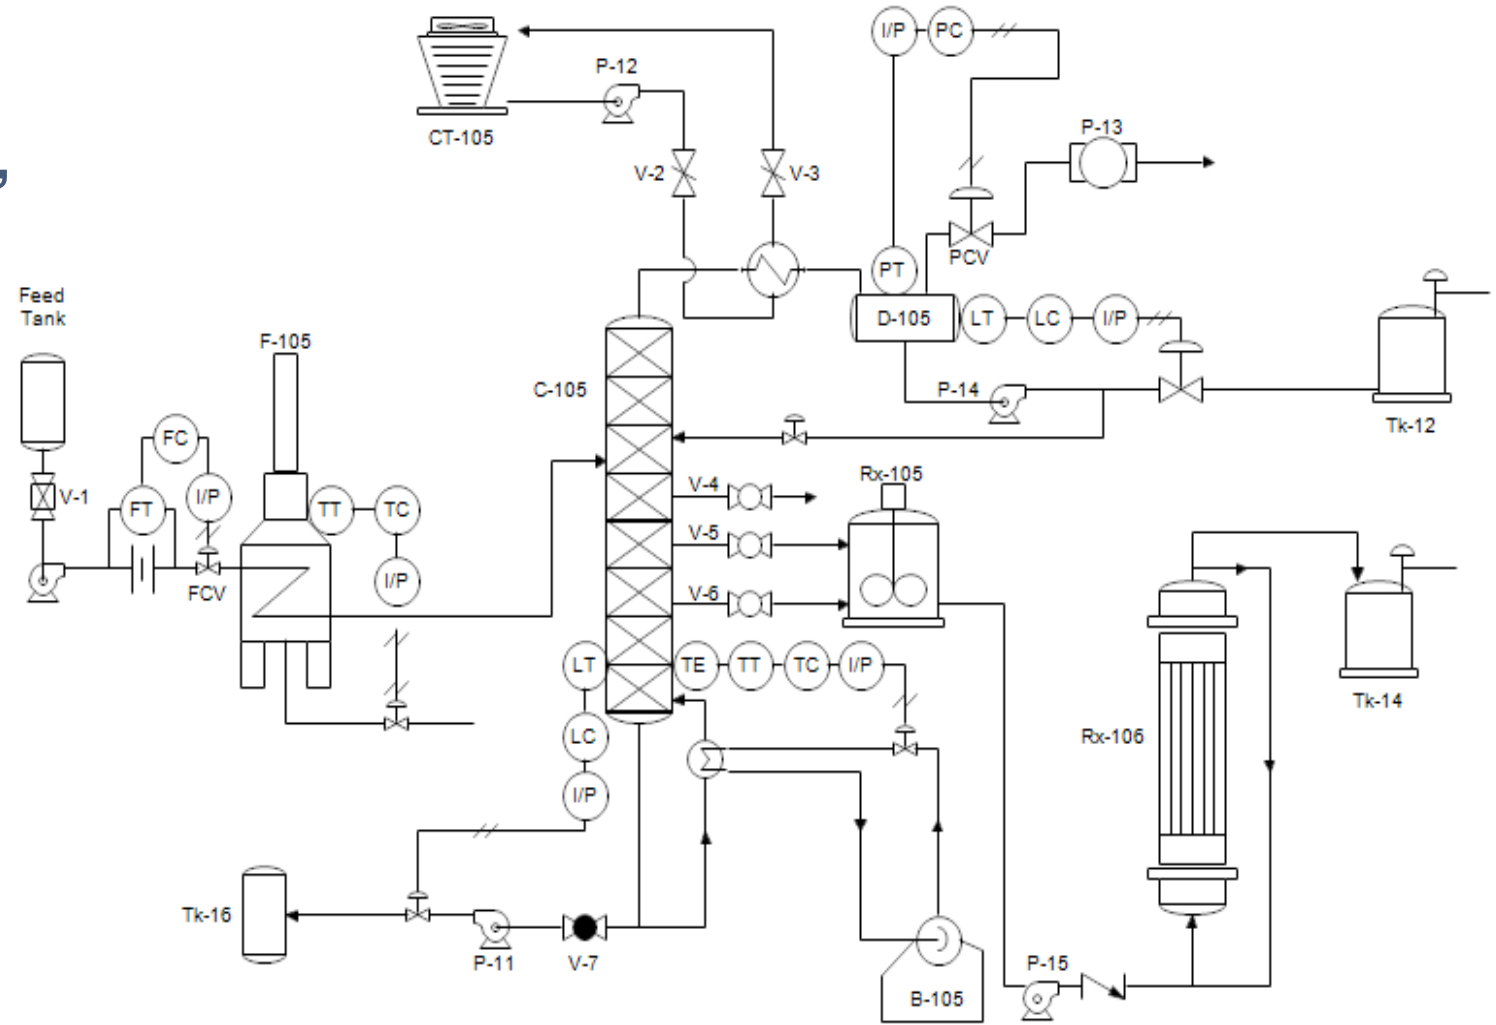 I/P
PC
P-12
CT-105
P-13
V-2
V-3
PCV
PT
Feed
Tank
D-105
LT
LC
I/P
F-105
C-105
P-14
Tk-12
FC
Rx-105
V-1
FT
I/P
TT
TC
V-4
V-5
FCV
I/P
V-6
LT
TE
TT
TC
I/P
Tk-14
LC
Rx-106
I/P
Tk-16
P-11
V-7
P-15
B-105